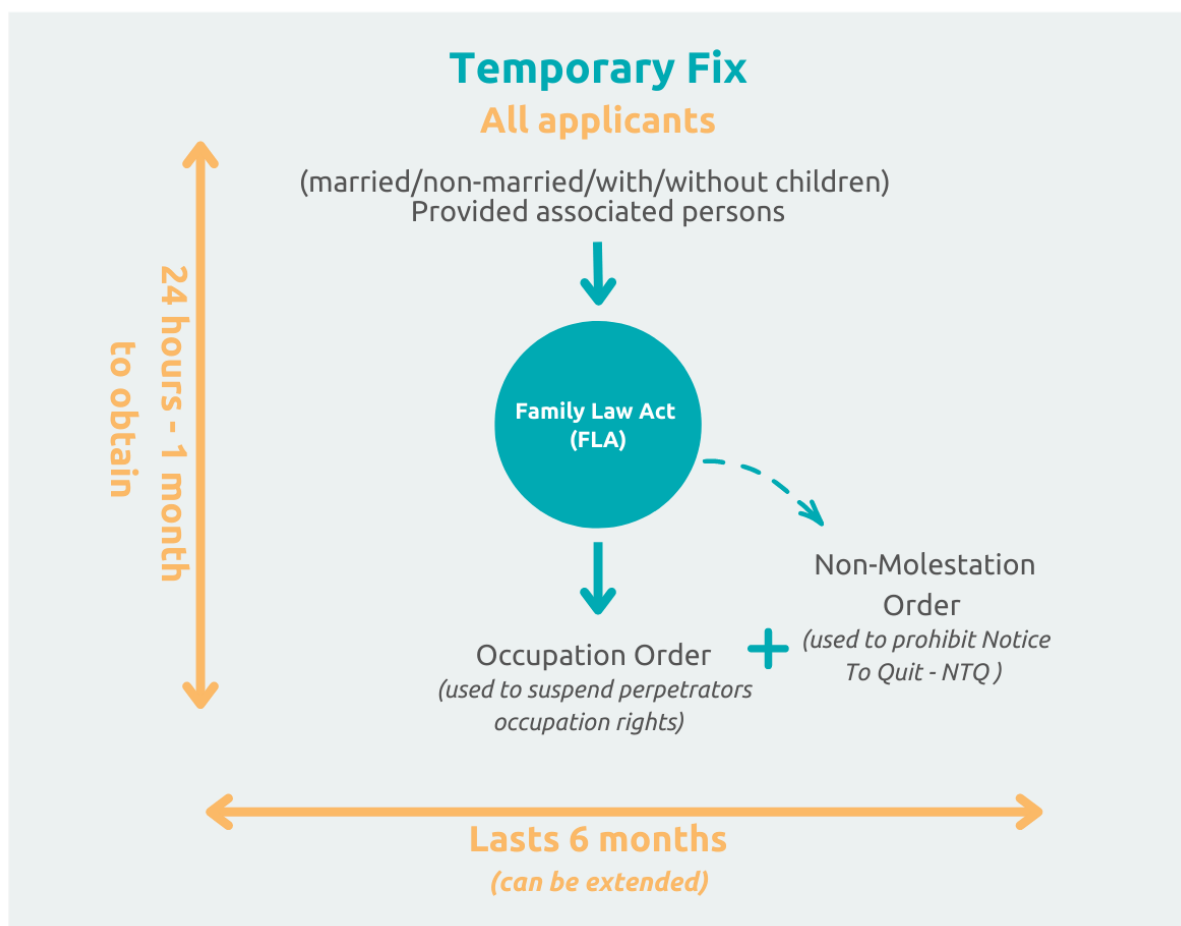 Temporary Fix
All applicants
(married/non-married/with/without children)
Provided associated persons
24 hours - 1 month
to obtain
Family Law Act
(FLA)
Non-Molestation
Order
(used to prohibit Notice
To Quit - NTQ )
+
Occupation Order
(used to suspend perpetrators
occupation rights)
Lasts 6 months
(can be extended)